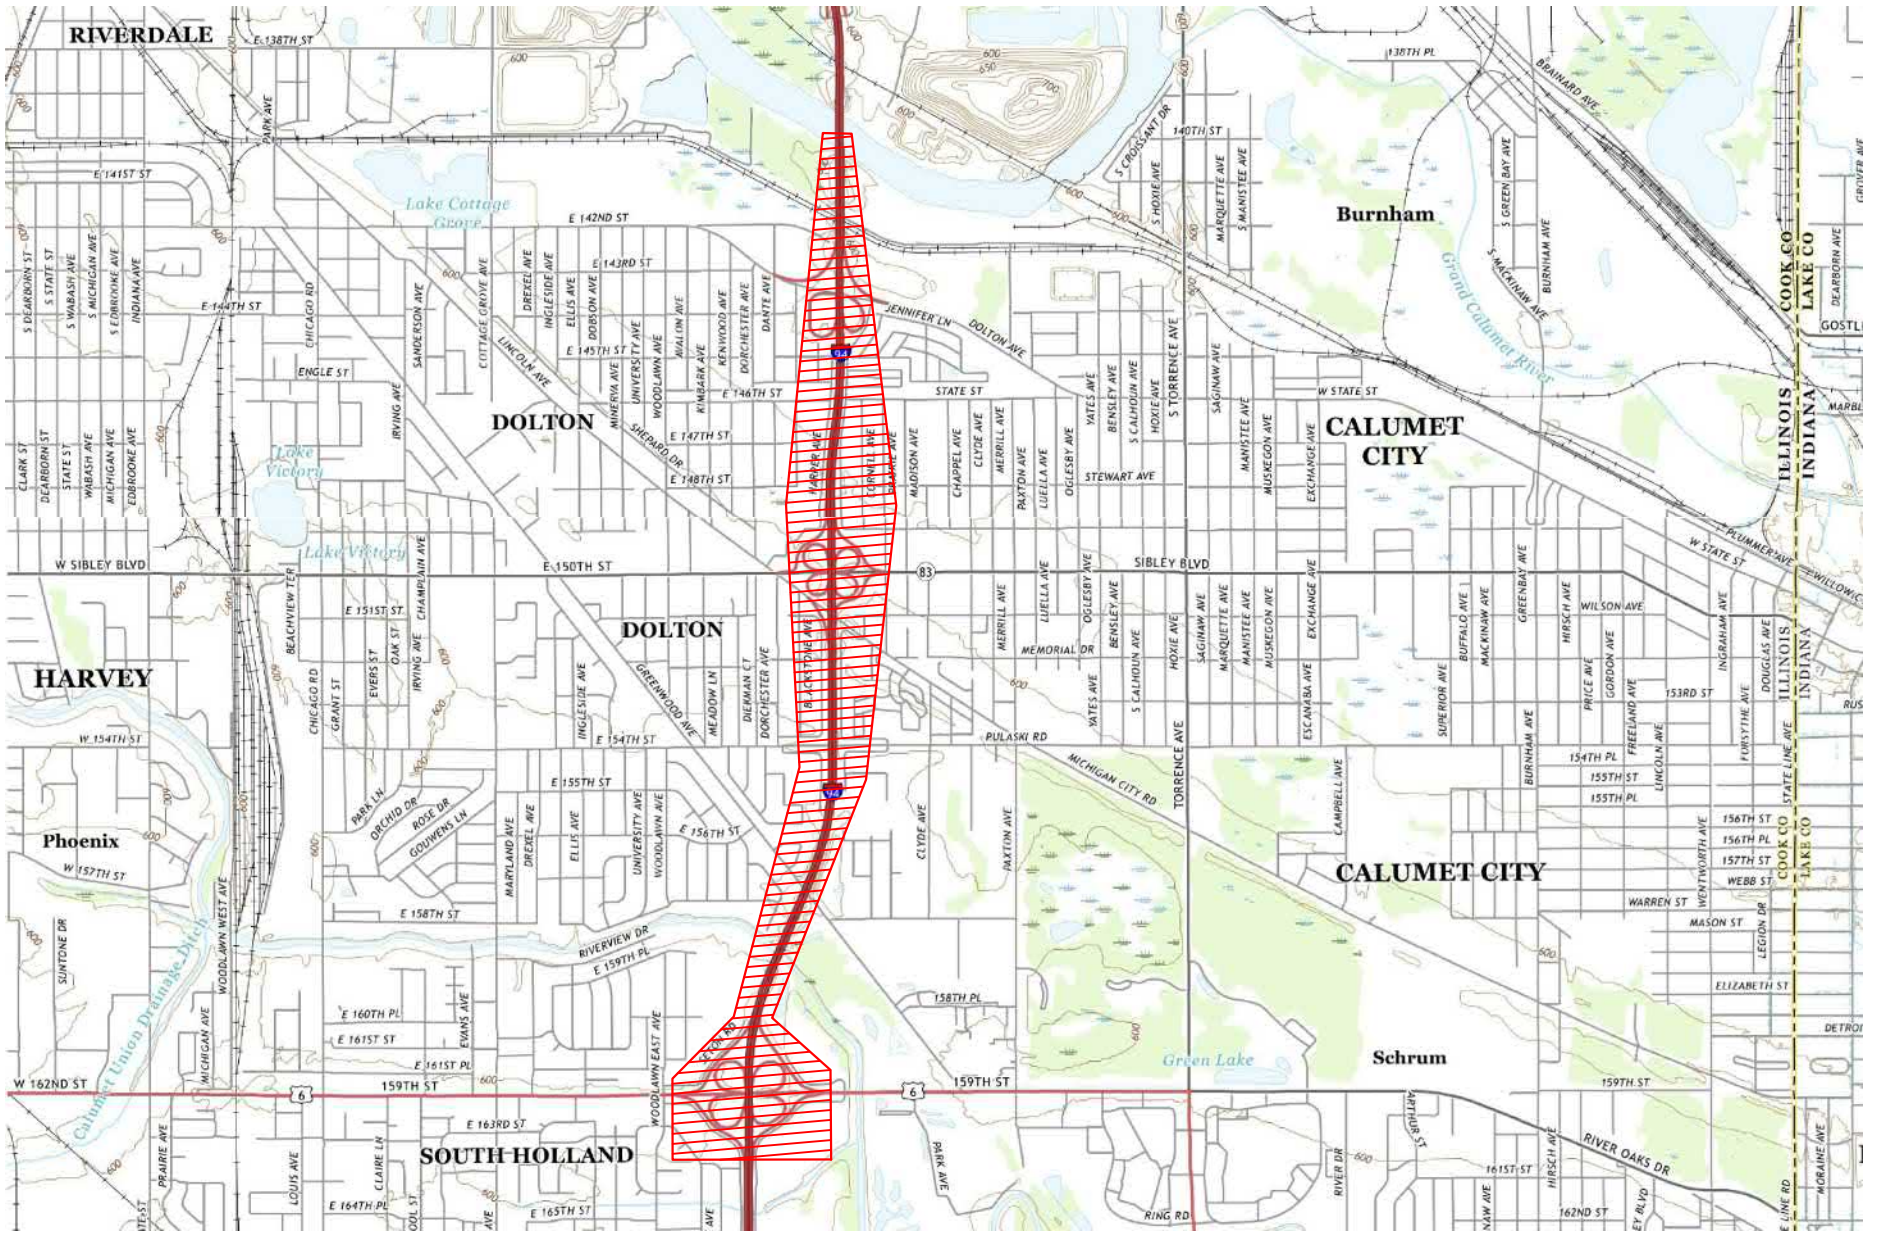 RIVERDALE
E 138TH ST
600
650
700
138TH PL
BRAINARD AVE
PARK AVE
S CROISSANT DR
140TH ST
E 141ST ST
Lake Cottage
Grove
E 142ND ST
S HOXIE AVE
MARQUETTE AVE
S MANISTEE AVE
S GREEN BAY AVE
Burnham
BURNHAM AVE
S MACKINAW AVE
Grand Calumet River
COOK CO
LAKE CO
DEARBORN AVE
S DEARBORN ST
S STATE ST
S WABASH AVE
S MICHIGAN AVE
S EDBROOKE AVE
INDIANA AVE
E 143RD ST
E 144TH ST
CHICAGO RD
SANDERSON AVE
COTTAGE GROVE AVE
DREXEL AVE
INGLESIDE AVE
ELLIS AVE
DOBSON AVE
UNIVERSITY AVE
WOODLAWN AVE
AVALON AVE
KIMBARK AVE
KENWOOD AVE
DORCHESTER AVE
DANTE AVE
JENNIFER LN
DOLTON AVE
94
E 145TH ST
LINCOLN AVE
ENGLE ST
IRVING AVE
MINERVA AVE
E 146TH ST
STATE ST
W STATE ST
YATES AVE
BENSLEY AVE
S CALHOUN AVE
HOXIE AVE
S TORRENCE AVE
SAGINAW AVE
MANISTEE AVE
MUSKEGON AVE
EXCHANGE AVE
DOLTON
SHEPARD DR
E 147TH ST
E 148TH ST
HARPER AVE
CORNELL AVE
PRAIRIE AVE
MADISON AVE
CHAPPEL AVE
CLYDE AVE
MERRILL AVE
PAXTON AVE
LUELLA AVE
OGLESBY AVE
STEWART AVE
CALUMET
CITY
ILLINOIS
INDIANA
CLARK ST
DEARBORN ST
STATE ST
WABASH AVE
MICHIGAN AVE
EDBROOKE AVE
Lake
Victory
Lake Victory
W SIBLEY BLVD
E 150TH ST
83
SIBLEY BLVD
PLUMMER AVE
W STATE ST
BEACHVIEW TER
E 151ST ST
CHAMPLAIN AVE
EVERS ST
OAK ST
IRVING AVE
DOLTON
GREENWOOD AVE
INGLESIDE AVE
MEADOW LN
DIEKMAN CT
DORCHESTER AVE
BLACKSTONE AVE
MERRILL AVE
LUELLA AVE
OGLESBY AVE
BENSLEY AVE
MEMORIAL DR
YATES AVE
S CALHOUN AVE
HOXIE AVE
SAGINAW AVE
MARQUETTE AVE
MANISTEE AVE
MUSKEGON AVE
EXCHANGE AVE
ESCANABA AVE
SUPERIOR AVE
BUFFALO AVE
MACKINAW AVE
GREENBAY AVE
HIRSCH AVE
WILSON AVE
PRICE AVE
GORDON AVE
FREELAND AVE
LINCOLN AVE
153RD ST
INGRAHAM AVE
FORSYTHE AVE
DOUGLAS AVE
ILLINOIS
INDIANA
HARVEY
W 154TH ST
CHICAGO RD
GRANT ST
E 154TH ST
PULASKI RD
MICHIGAN CITY RD
TORRENCE AVE
BURNHAM AVE
154TH PL
155TH ST
155TH PL
STATE LINE AVE
E 155TH ST
PARK LN
ORCHID DR
ROSE DR
GOUWENS LN
94
Phoenix
W 157TH ST
MARYLAND AVE
DREXEL AVE
ELLIS AVE
UNIVERSITY AVE
WOODLAWN AVE
E 156TH ST
CLYDE AVE
PAXTON AVE
CAMPBELL AVE
CALUMET CITY
156TH ST
156TH PL
157TH ST
WEBB ST
WENTWORTH AVE
COOK CO
LAKE CO
WARREN ST
MASON ST
LEGION DR
E 158TH ST
SUNTONE DR
WOODLAWN WEST AVE
Calumet Union Drainage Ditch
RIVERVIEW DR
E 159TH PL
158TH PL
ELIZABETH ST
MICHIGAN AVE
E 160TH PL
E 161ST ST
E 161ST PL
EVANS AVE
WOODLAWN EAST AVE
Green Lake
Schrum
W 162ND ST
159TH ST
6
6
159TH ST
159TH ST
PRAIRIE AVE
LOUIS AVE
CLAIRE LN
E 163RD ST
SOUTH HOLLAND
E 164TH PL
E 165TH ST
PARK AVE
RING RD
RIVER DR
ARTHUR ST
161ST ST
HIRSCH AVE
RIVER OAKS DR
162ND ST
MORAINE AVE